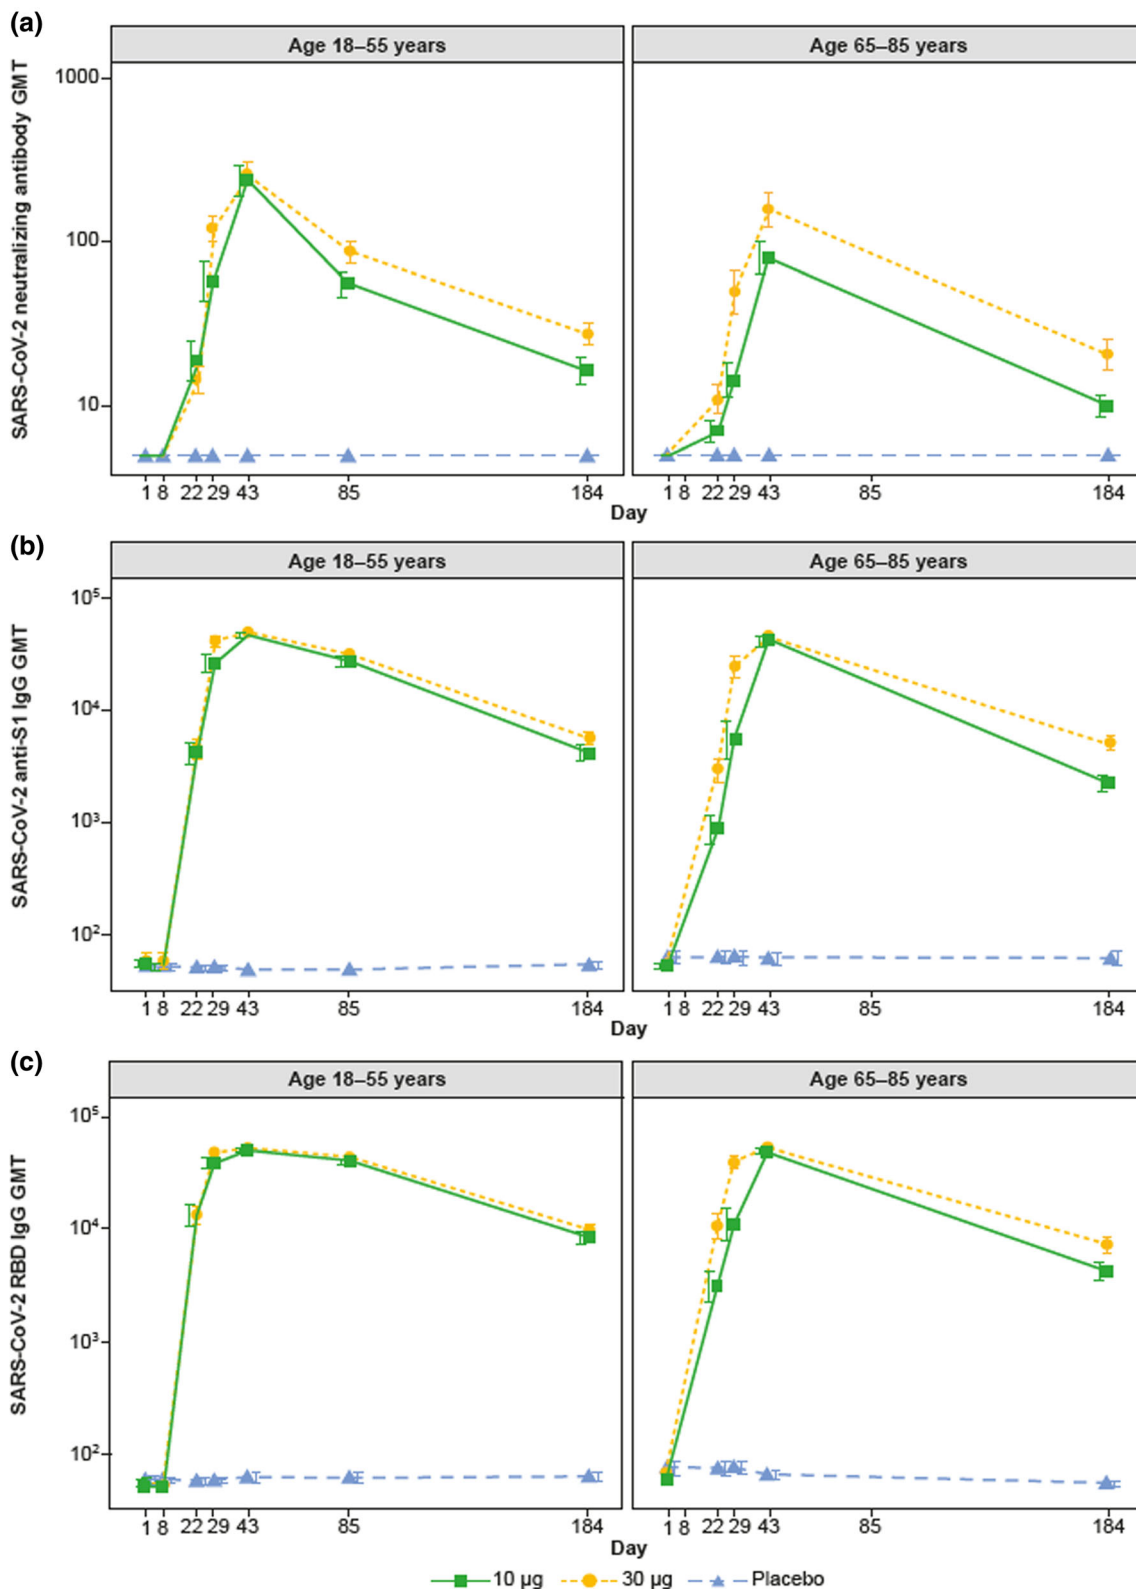 (a)
Age 18–55 years
Age 65–85 years
SARS-CoV-2 neutralizing antibody GMT
1000
100
10
1 8 22 29 43 85 184
1 8 22 29 43 85 184
Day
(b)
Age 18–55 years
Age 65–85 years
SARS-CoV-2 anti-S1 IgG GMT
10⁵
10⁴
10³
10²
1 8 22 29 43 85 184
1 8 22 29 43 85 184
Day
(c)
Age 18–55 years
Age 65–85 years
SARS-CoV-2 RBD IgG GMT
10⁵
10⁴
10³
10²
1 8 22 29 43 85 184
1 8 22 29 43 85 184
Day
10 µg 30 µg Placebo